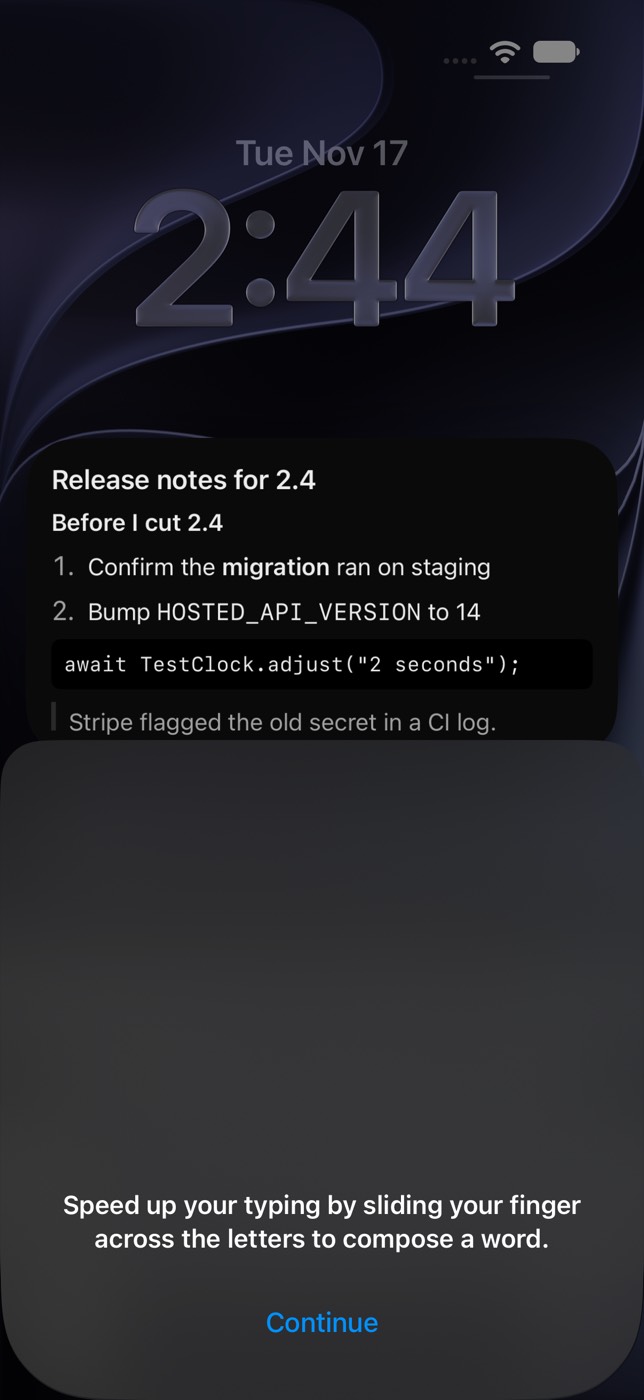 Tue Nov 17
2:44
Release notes for 2.4
Before I cut 2.4
1. Confirm the migration ran on staging
2. Bump HOSTED_API_VERSION to 14
await TestClock.adjust("2 seconds");
Stripe flagged the old secret in a CI log.
Speed up your typing by sliding your finger
across the letters to compose a word.
Continue